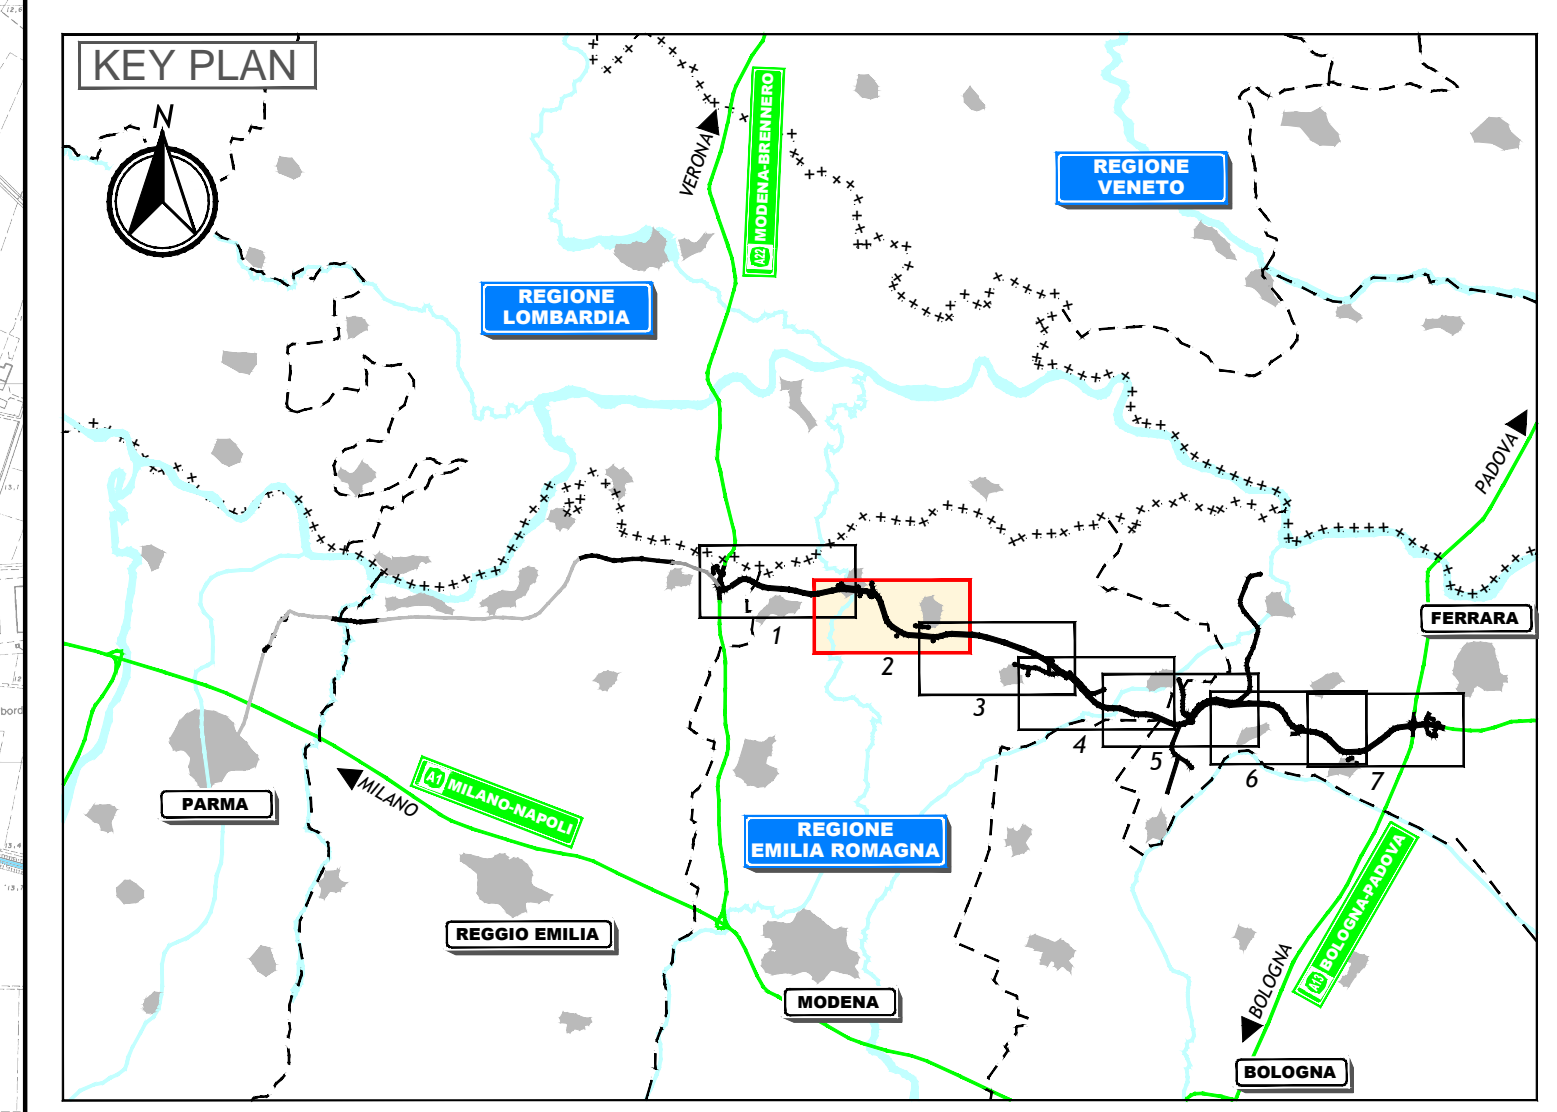 KEY PLAN
N
VERONA
A22 MODENA-BRENNERO
REGIONE
VENETO
REGIONE
LOMBARDIA
PADOVA
FERRARA
1
2
3
4
5
6
7
PARMA
MILANO
A1 MILANO-NAPOLI
REGIONE
EMILIA ROMAGNA
REGGIO EMILIA
MODENA
A13 BOLOGNA-PADOVA
BOLOGNA
BOLOGNA